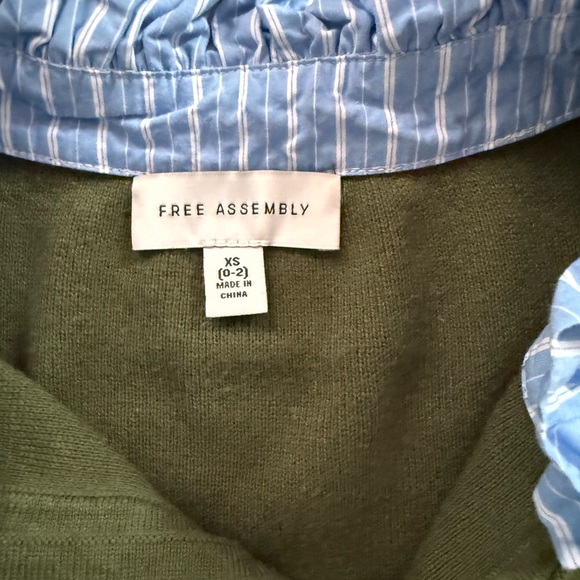 FREE ASSEMBLY
XS
(0-2)
MADE IN
CHINA